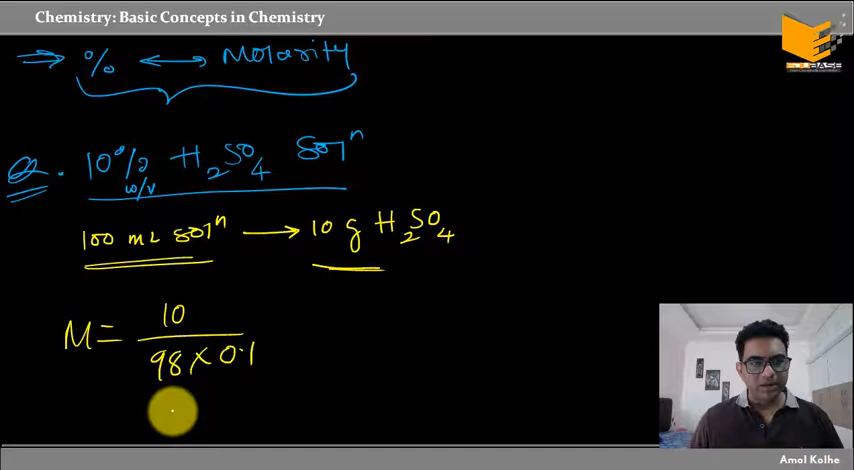 Chemistry: Basic Concepts in Chemistry
EDUBASE
⇒ % ↔ Molarity
Q. 10% w/v H₂SO₄ solⁿ
100 mL solⁿ → 10 g H₂SO₄
M = 10 / 98 × 0.1
Amol Kolhe